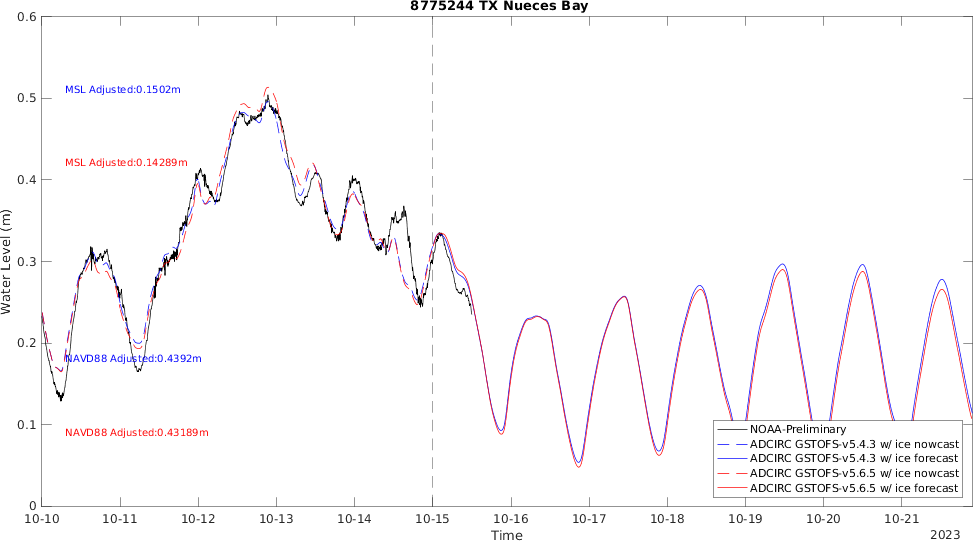 8775244 TX Nueces Bay
0.6
MSL Adjusted:0.1502m
0.5
MSL Adjusted:0.14289m
0.4
0.3
Water Level (m)
0.2
NAVD88 Adjusted:0.4392m
0.1
NAVD88 Adjusted:0.43189m
NOAA-Preliminary
ADCIRC GSTOFS-v5.4.3 w/ ice nowcast
ADCIRC GSTOFS-v5.4.3 w/ ice forecast
ADCIRC GSTOFS-v5.6.5 w/ ice nowcast
ADCIRC GSTOFS-v5.6.5 w/ ice forecast
0
10-10 10-11 10-12 10-13 10-14 10-15 10-16 10-17 10-18 10-19 10-20 10-21
Time
2023